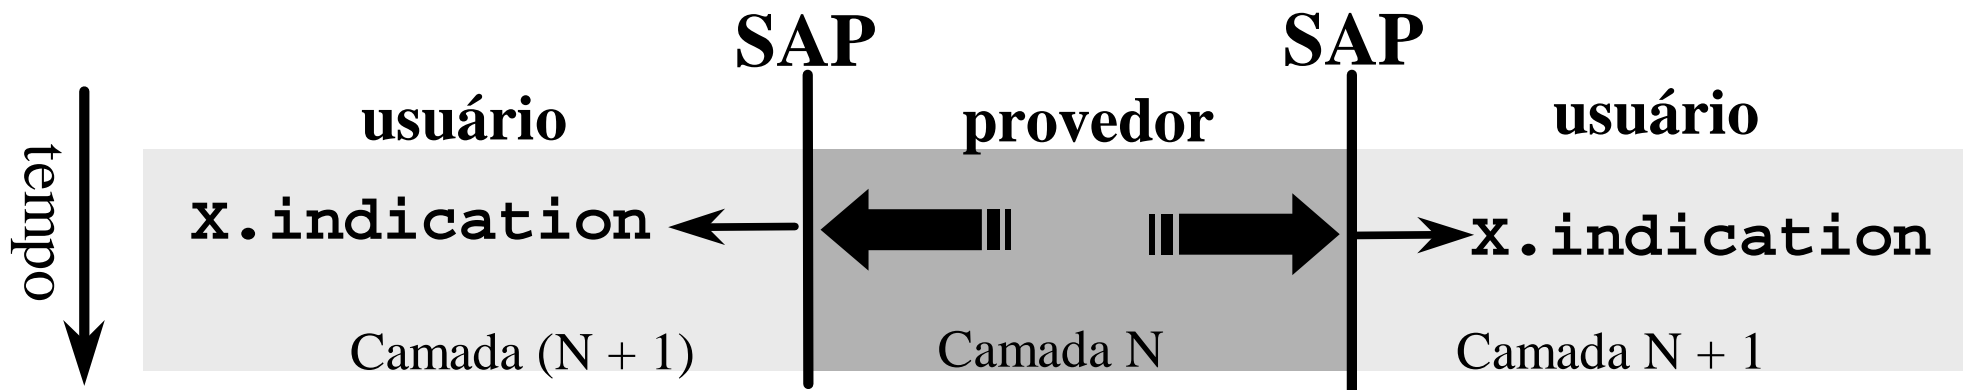 SAP
SAP
usuário
provedor
usuário
tempo
X.indication
X.indication
Camada (N + 1)
Camada N
Camada N + 1